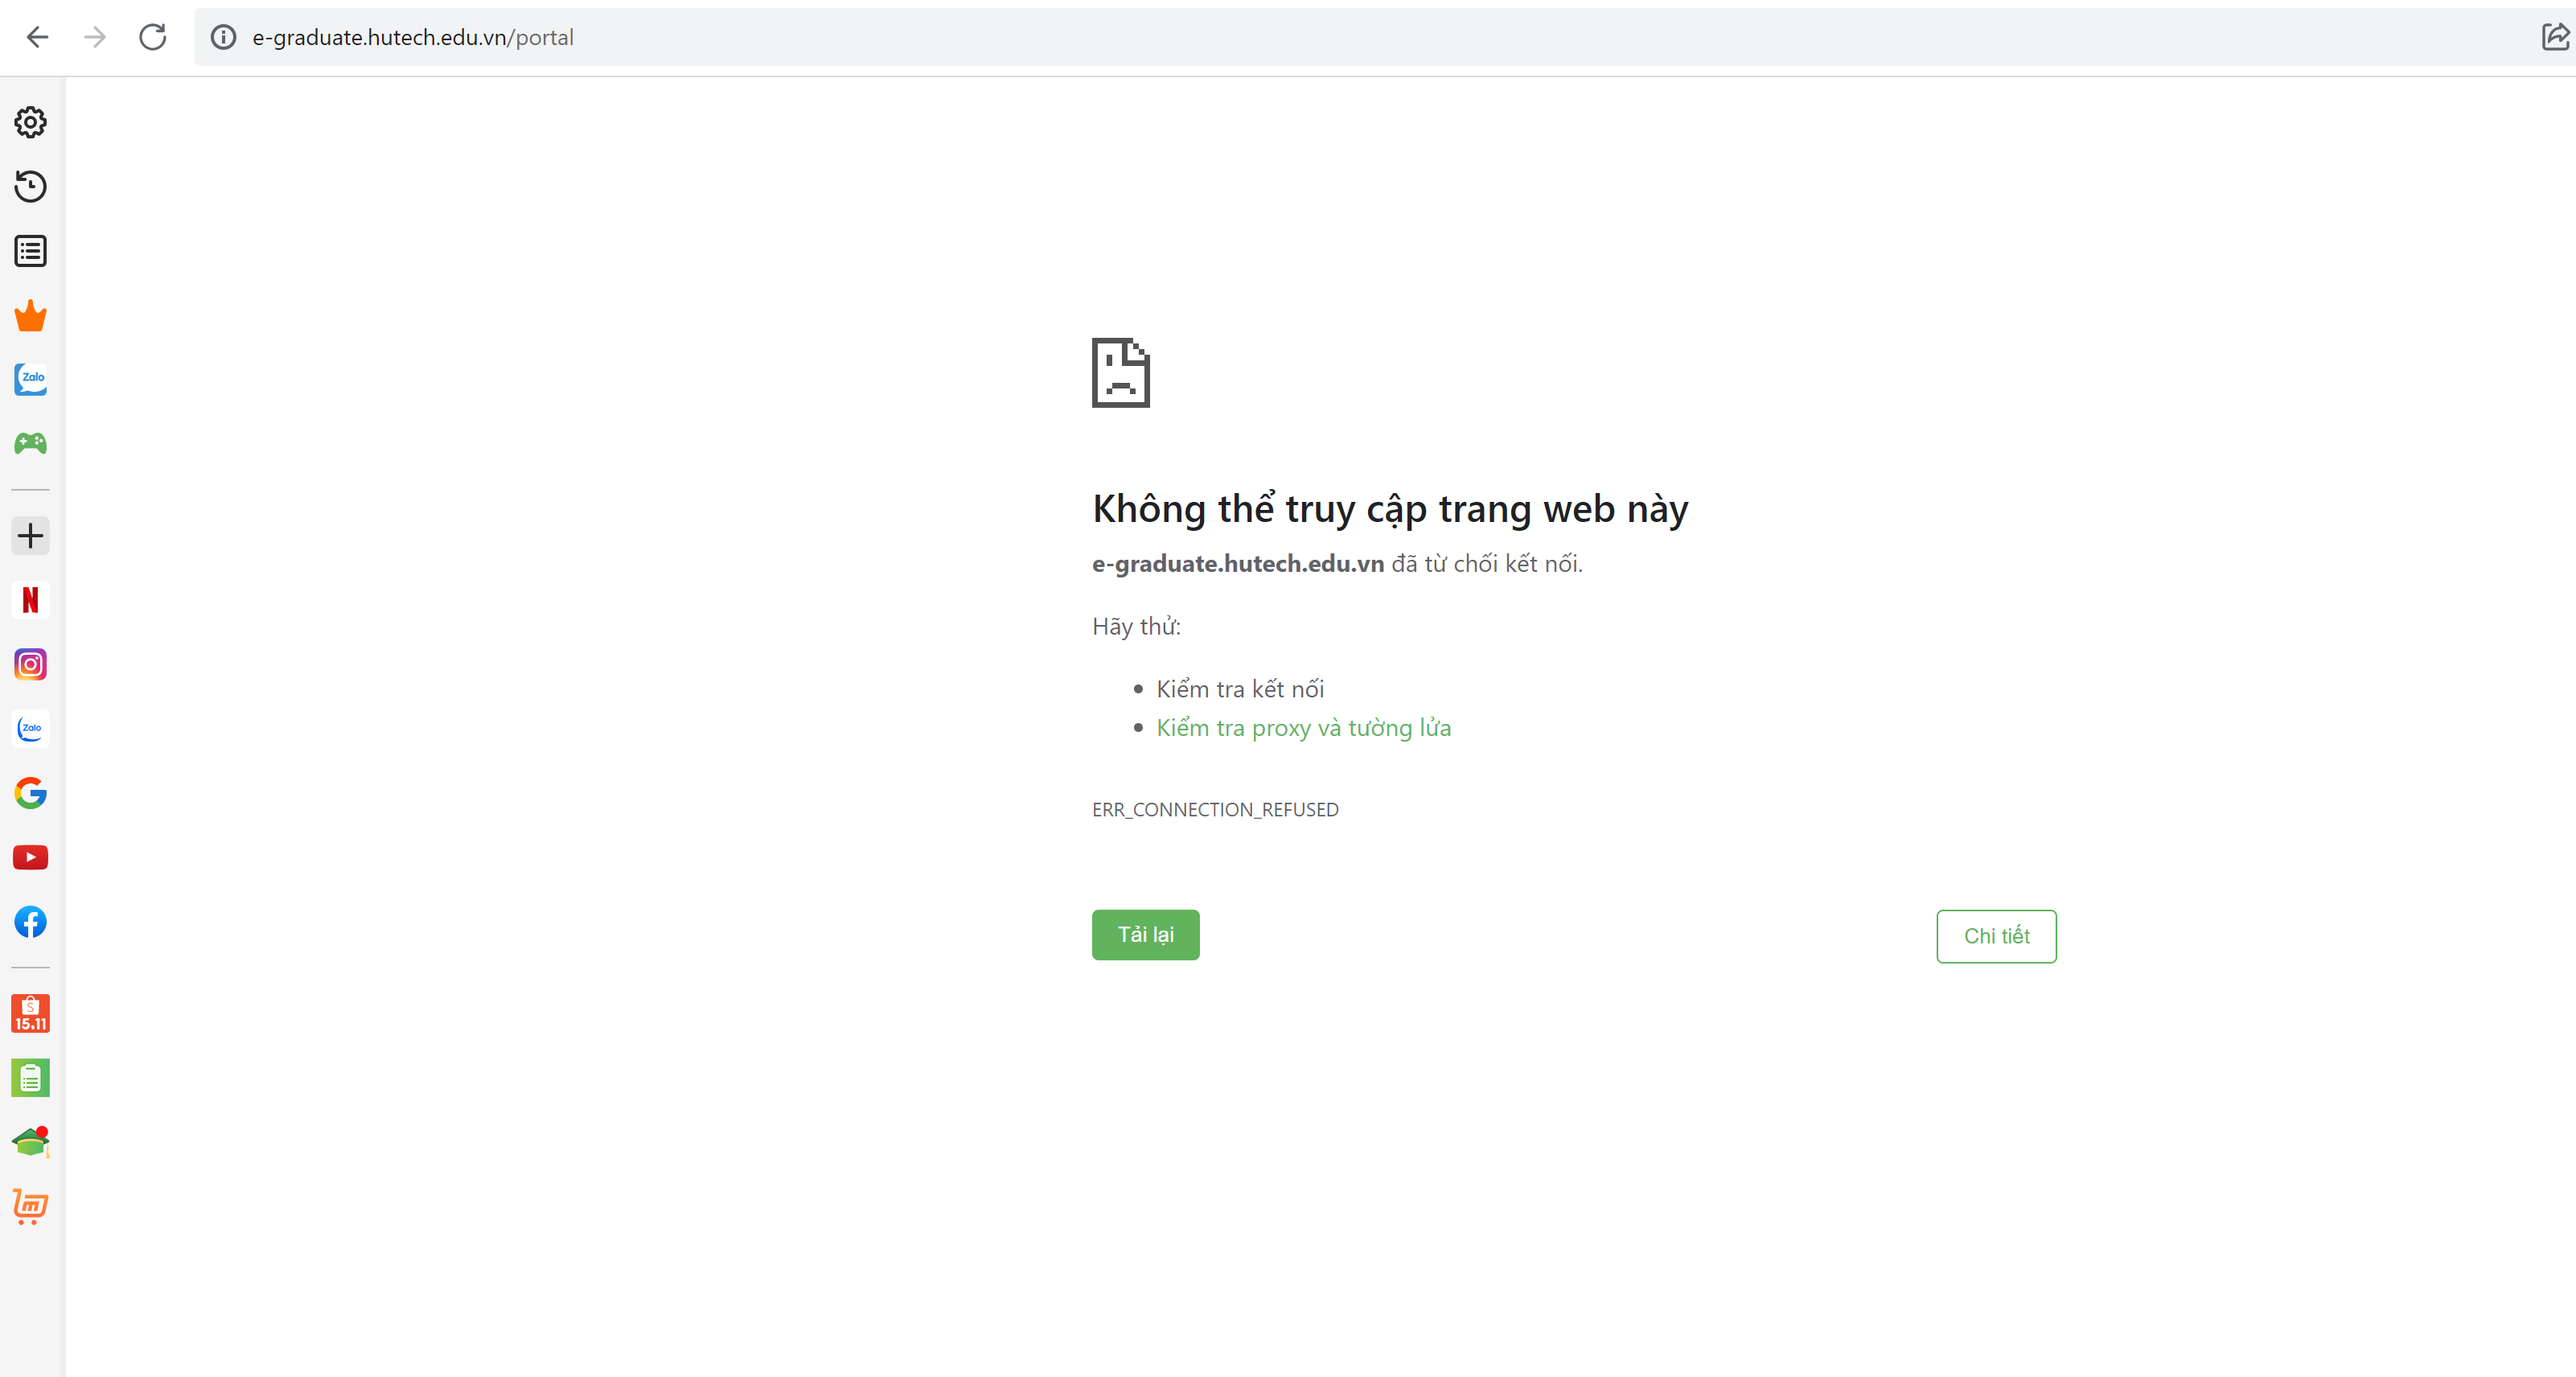 e-graduate.hutech.edu.vn/portal
Zalo
N
Zalo
S
15.11
m
Không thể truy cập trang web này
e-graduate.hutech.edu.vn đã từ chối kết nối.
Hãy thử:
Kiểm tra kết nối
Kiểm tra proxy và tường lửa
ERR_CONNECTION_REFUSED
Tải lại
Chi tiết